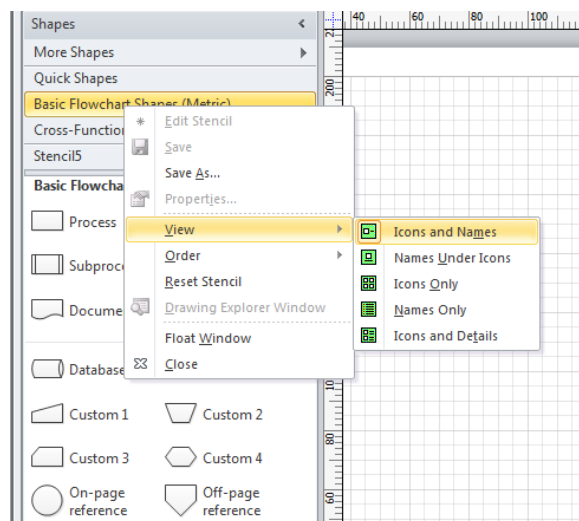 Shapes
More Shapes
Quick Shapes
Basic Flowchart Shapes (Metric)
Cross-Function
Stencil5
Basic Flowcha
Process
Subproc
Docume
Database
Custom 1
Custom 2
Custom 3
Custom 4
On-page
reference
Off-page
reference
Edit Stencil
Save
Save As...
Properties...
View
Order
Reset Stencil
Drawing Explorer Window
Float Window
Close
Icons and Names
Names Under Icons
Icons Only
Names Only
Icons and Details
40
60
80
100
200
80
60